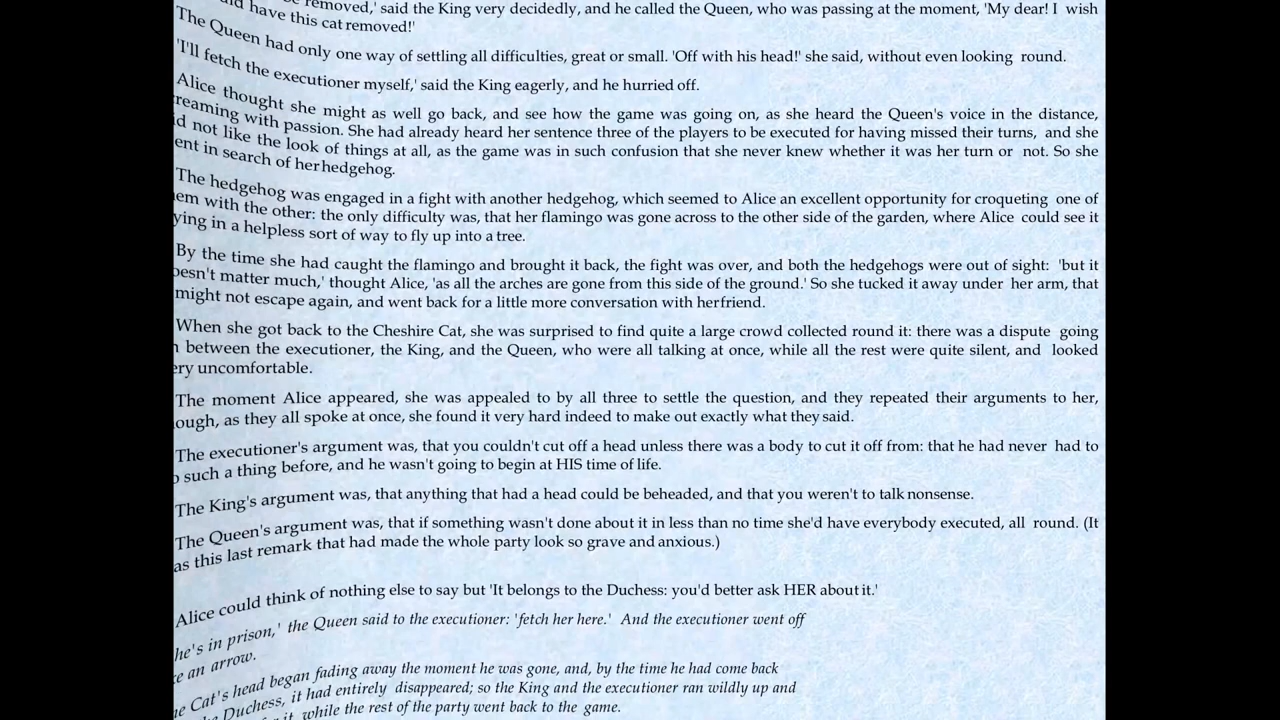 removed,' said the King very decidedly, and he called the Queen, who was passing at the moment, 'My dear! I wish
have this cat removed!'
The Queen had only one way of settling all difficulties, great or small. 'Off with his head!' she said, without even looking round.
'I'll fetch the executioner myself,' said the King eagerly, and he hurried off.
Alice thought she might as well go back, and see how the game was going on, as she heard the Queen's voice in the distance,
reaming with passion. She had already heard her sentence three of the players to be executed for having missed their turns, and she
d not like the look of things at all, as the game was in such confusion that she never knew whether it was her turn or not. So she
ent in search of herhedgehog.
The hedgehog was engaged in a fight with another hedgehog, which seemed to Alice an excellent opportunity for croqueting one of
em with the other: the only difficulty was, that her flamingo was gone across to the other side of the garden, where Alice could see it
ying in a helpless sort of way to fly up into a tree.
By the time she had caught the flamingo and brought it back, the fight was over, and both the hedgehogs were out of sight: 'but it
oesn't matter much,' thought Alice, 'as all the arches are gone from this side of the ground.' So she tucked it away under her arm, that
might not escape again, and went back for a little more conversation with herfriend.
When she got back to the Cheshire Cat, she was surprised to find quite a large crowd collected round it: there was a dispute going
n between the executioner, the King, and the Queen, who were all talking at once, while all the rest were quite silent, and looked
ery uncomfortable.
The moment Alice appeared, she was appealed to by all three to settle the question, and they repeated their arguments to her,
ough, as they all spoke at once, she found it very hard indeed to make out exactly what they said.
The executioner's argument was, that you couldn't cut off a head unless there was a body to cut it off from: that he had never had to
o such a thing before, and he wasn't going to begin at HIS time of life.
The King's argument was, that anything that had a head could be beheaded, and that you weren't to talk nonsense.
The Queen's argument was, that if something wasn't done about it in less than no time she'd have everybody executed, all round. (It
as this last remark that had made the whole party look so grave and anxious.)
Alice could think of nothing else to say but 'It belongs to the Duchess: you'd better ask HER about it.'
he's in prison,' the Queen said to the executioner: 'fetch her here.' And the executioner went off
e an arrow.
e Cat's head began fading away the moment he was gone, and, by the time he had come back
Duchess, it had entirely disappeared; so the King and the executioner ran wildly up and
it, while the rest of the party went back to the game.